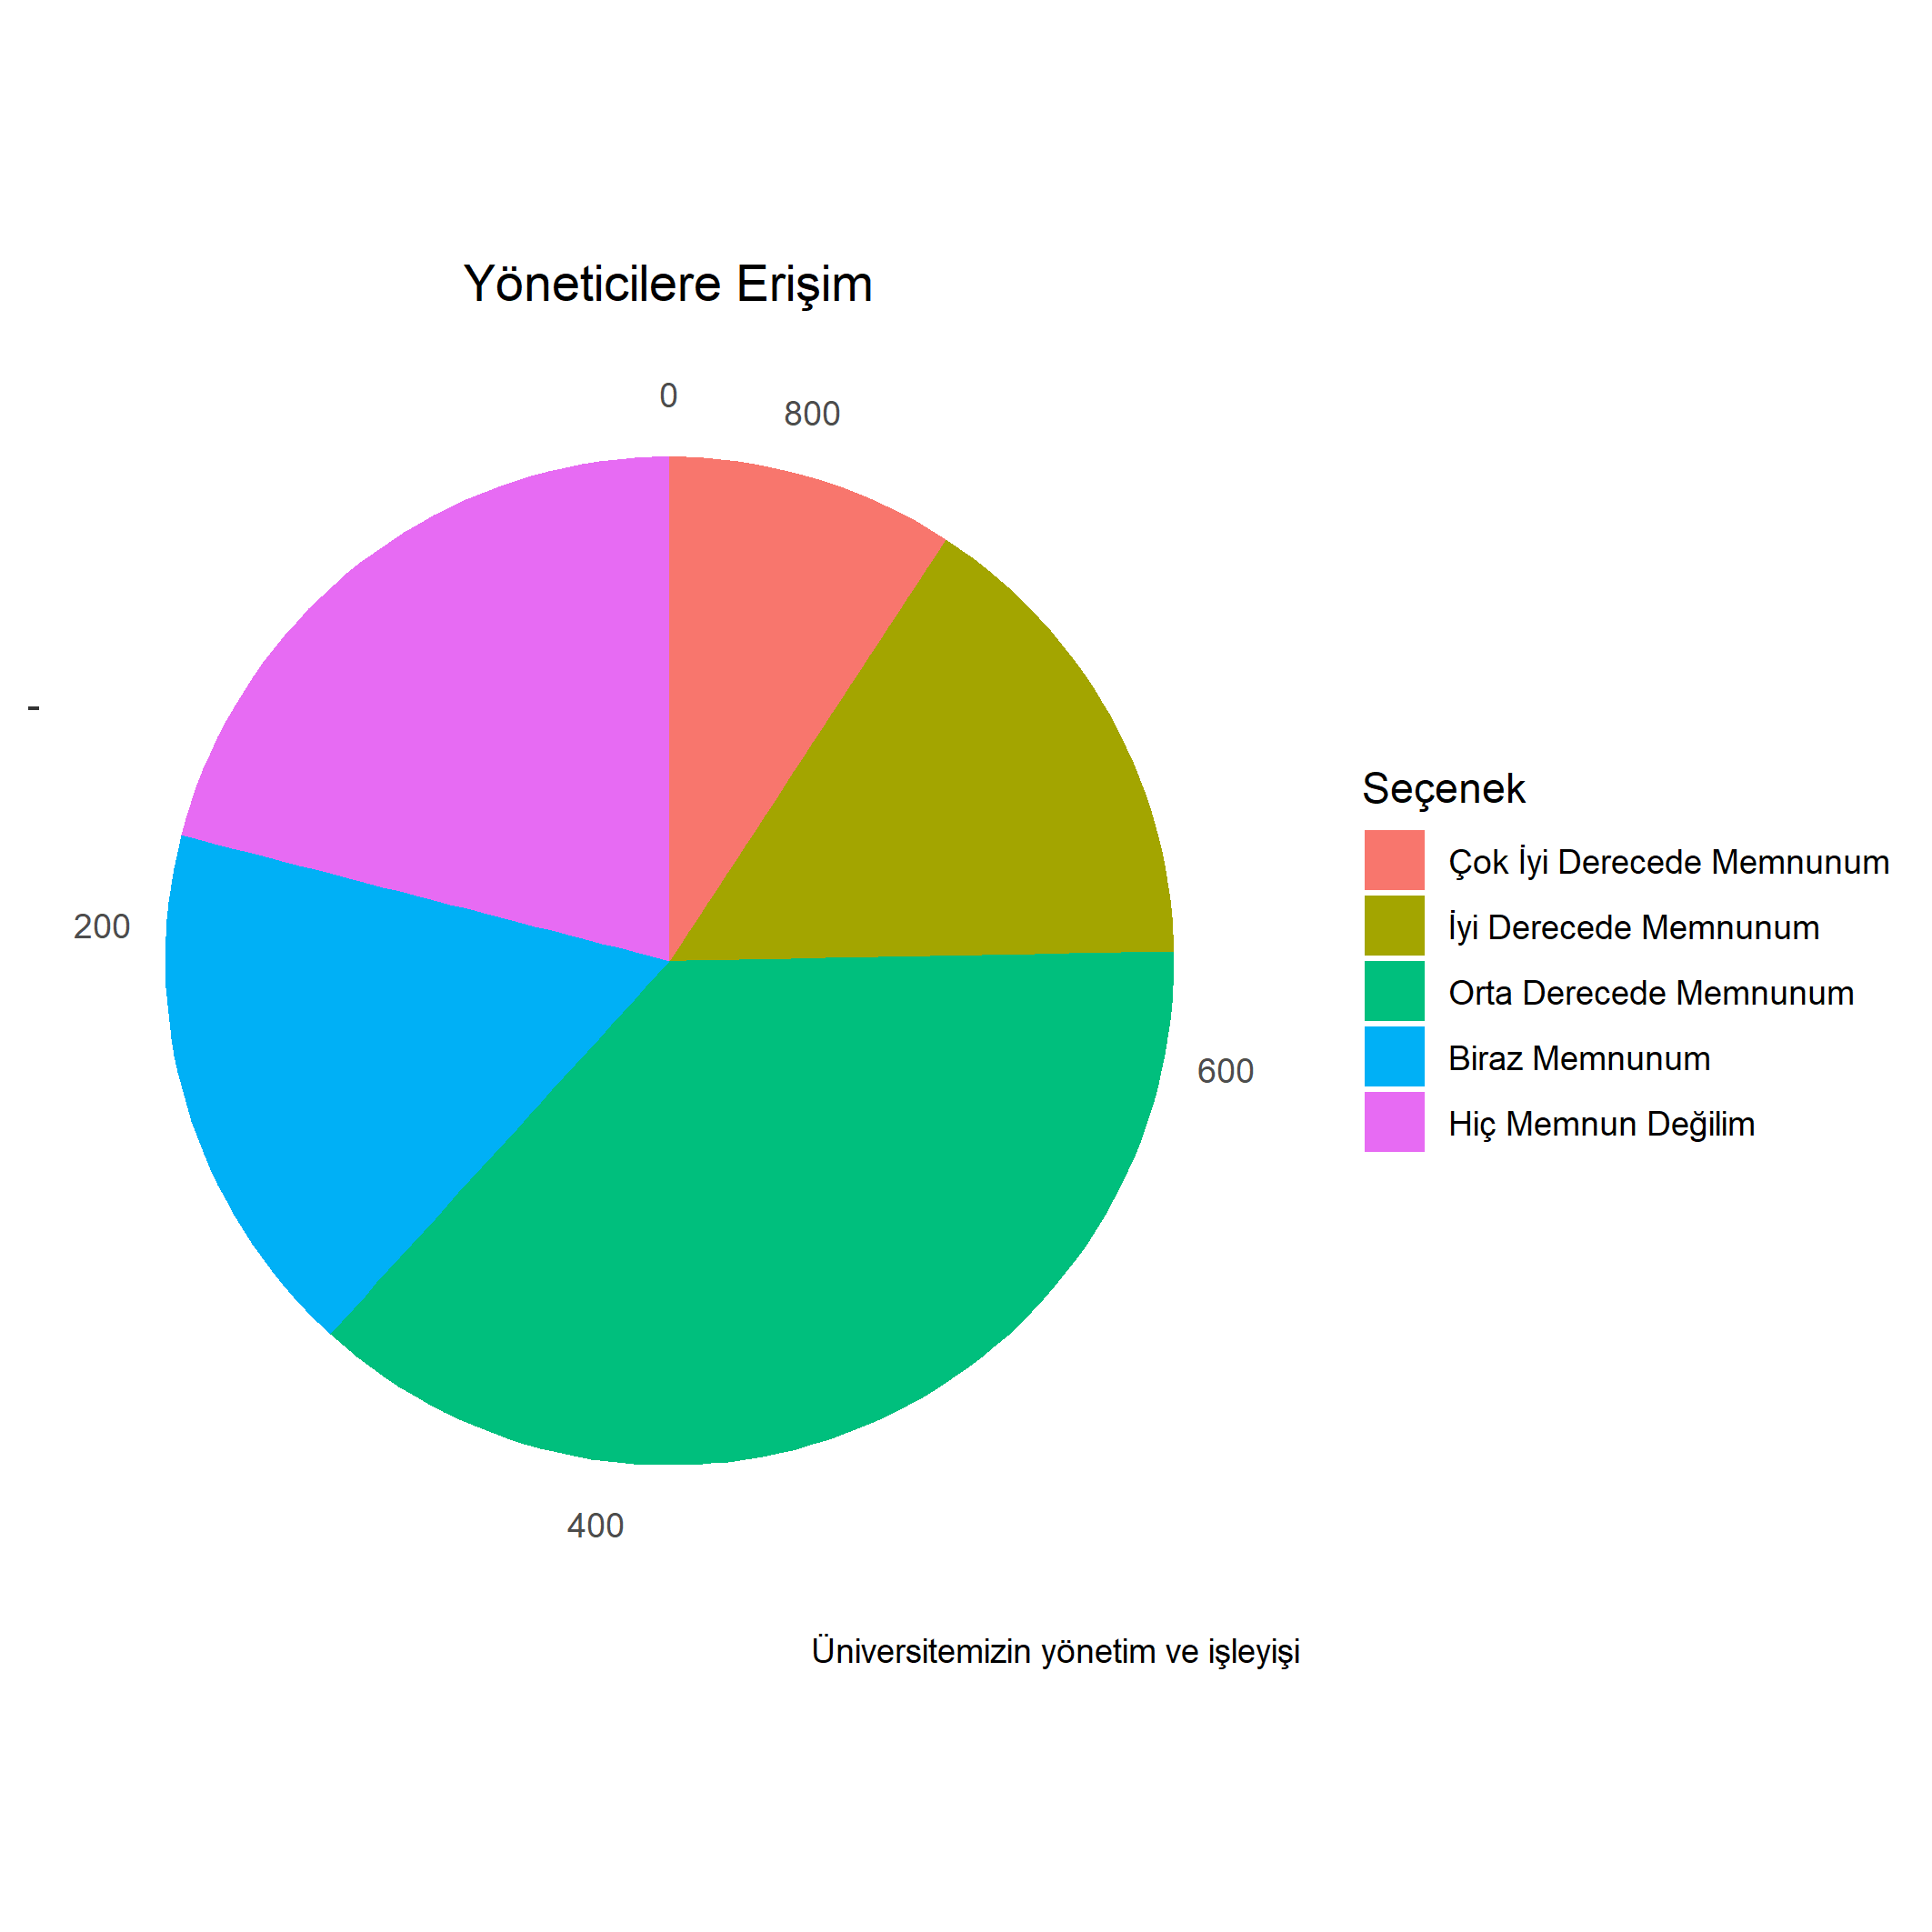 Yöneticilere Erişim
0
800
-
200
600
400
Seçenek
Çok İyi Derecede Memnunum
İyi Derecede Memnunum
Orta Derecede Memnunum
Biraz Memnunum
Hiç Memnun Değilim
Üniversitemizin yönetim ve işleyişi